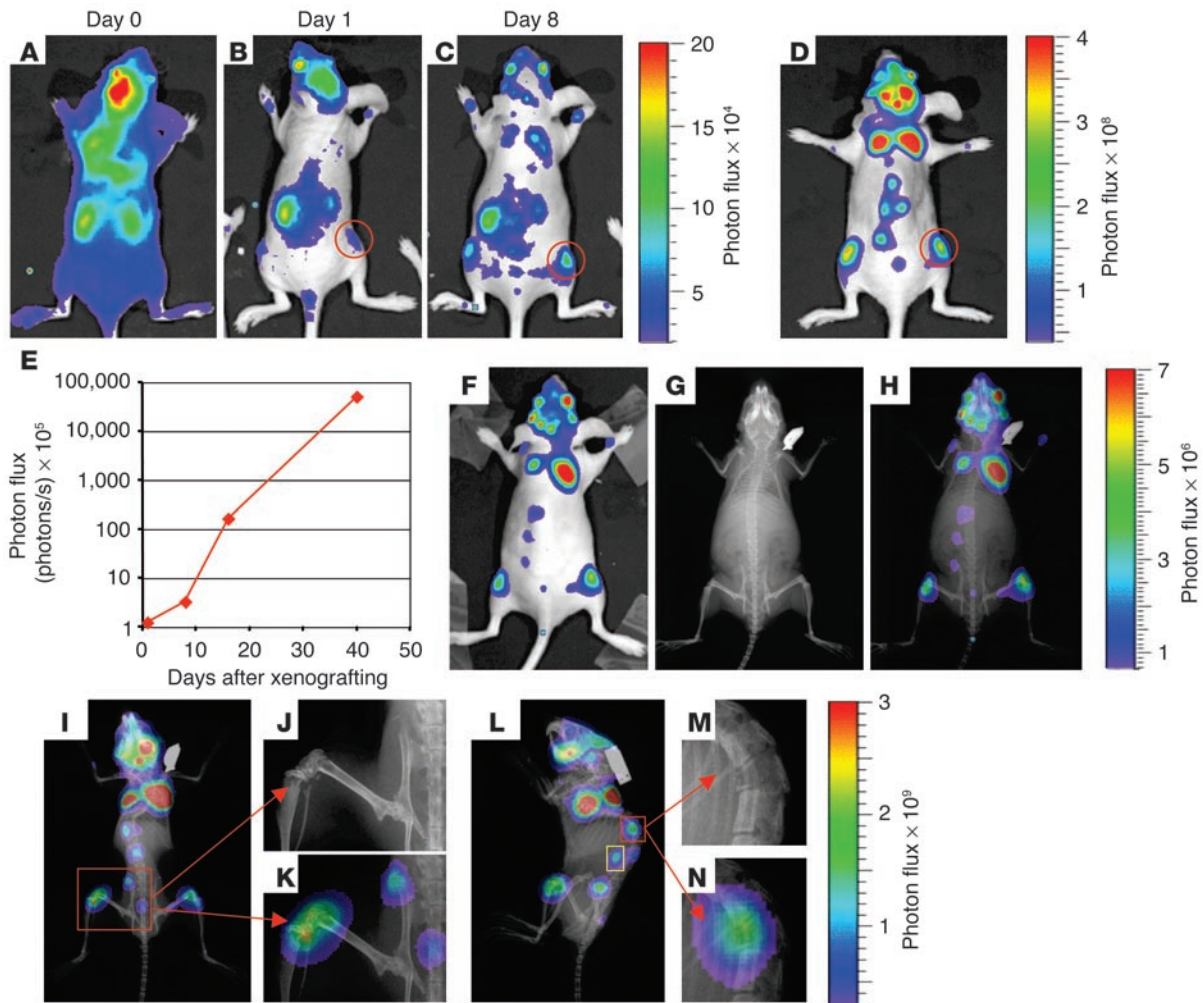 Day 0
Day 1
Day 8
A
B
C
20
15
10
5
Photon flux × 10⁴
D
4
3
2
1
Photon flux × 10⁸
E
100,000
10,000
1,000
100
10
1
Photon flux
(photons/s) × 10⁵
0
10
20
30
40
50
Days after xenografting
F
G
H
7
5
3
1
Photon flux × 10⁶
I
J
K
L
M
N
3
2
1
Photon flux × 10⁹